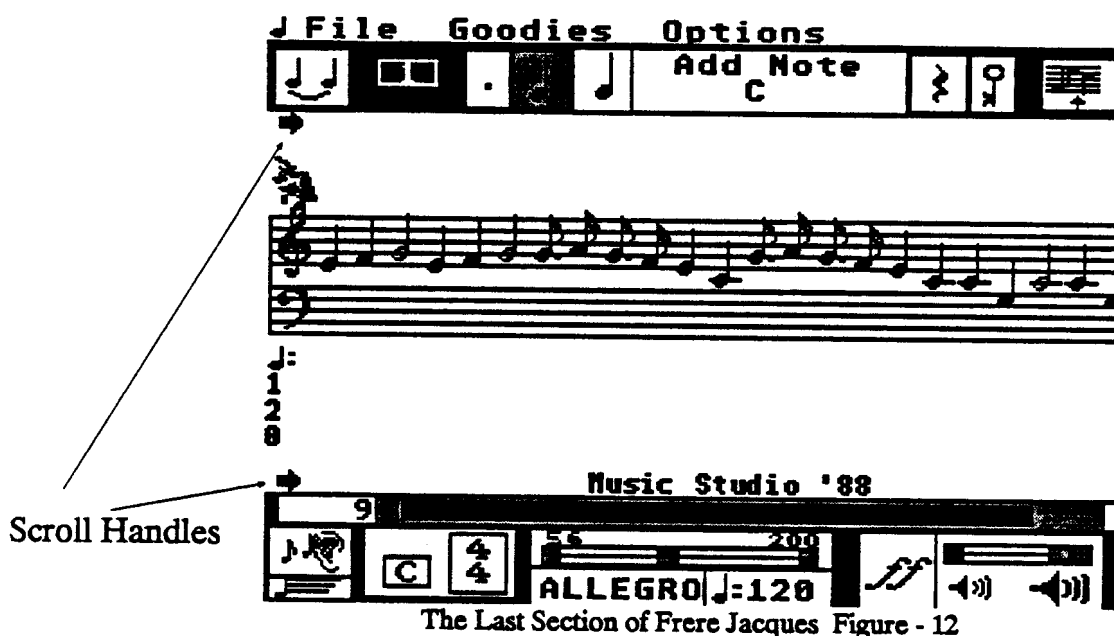 File Goodies Options
Add Note
C
♩=
1
2
0
Music Studio '88
Scroll Handles
9
56 200
C
4
4
ff
ALLEGRO ♩=120
The Last Section of Frere Jacques Figure - 12